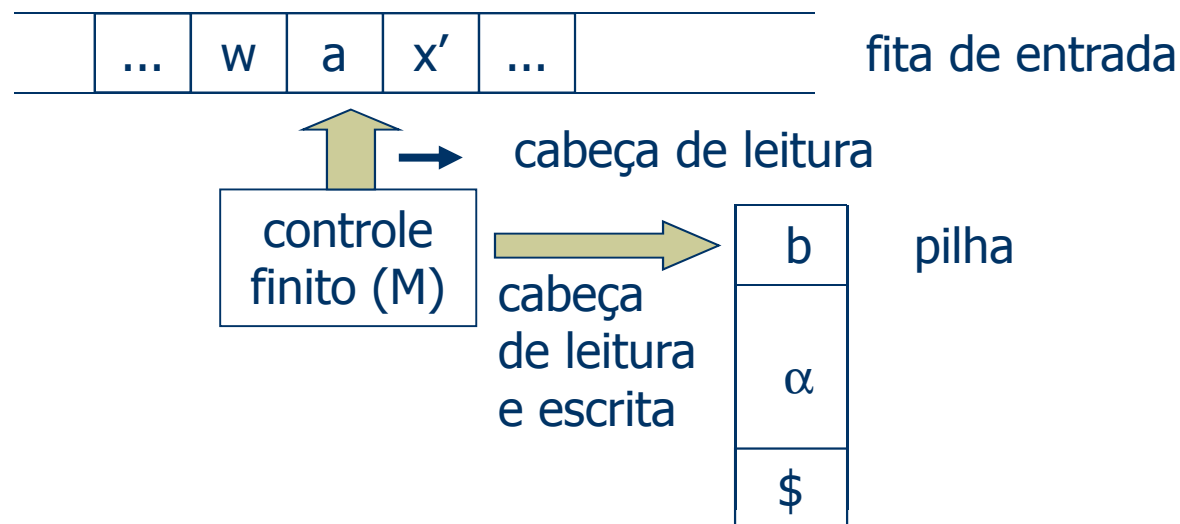 ... w a x′ ... fita de entrada
cabeça de leitura
controle
finito (M)
cabeça
de leitura
e escrita
b pilha
α
$